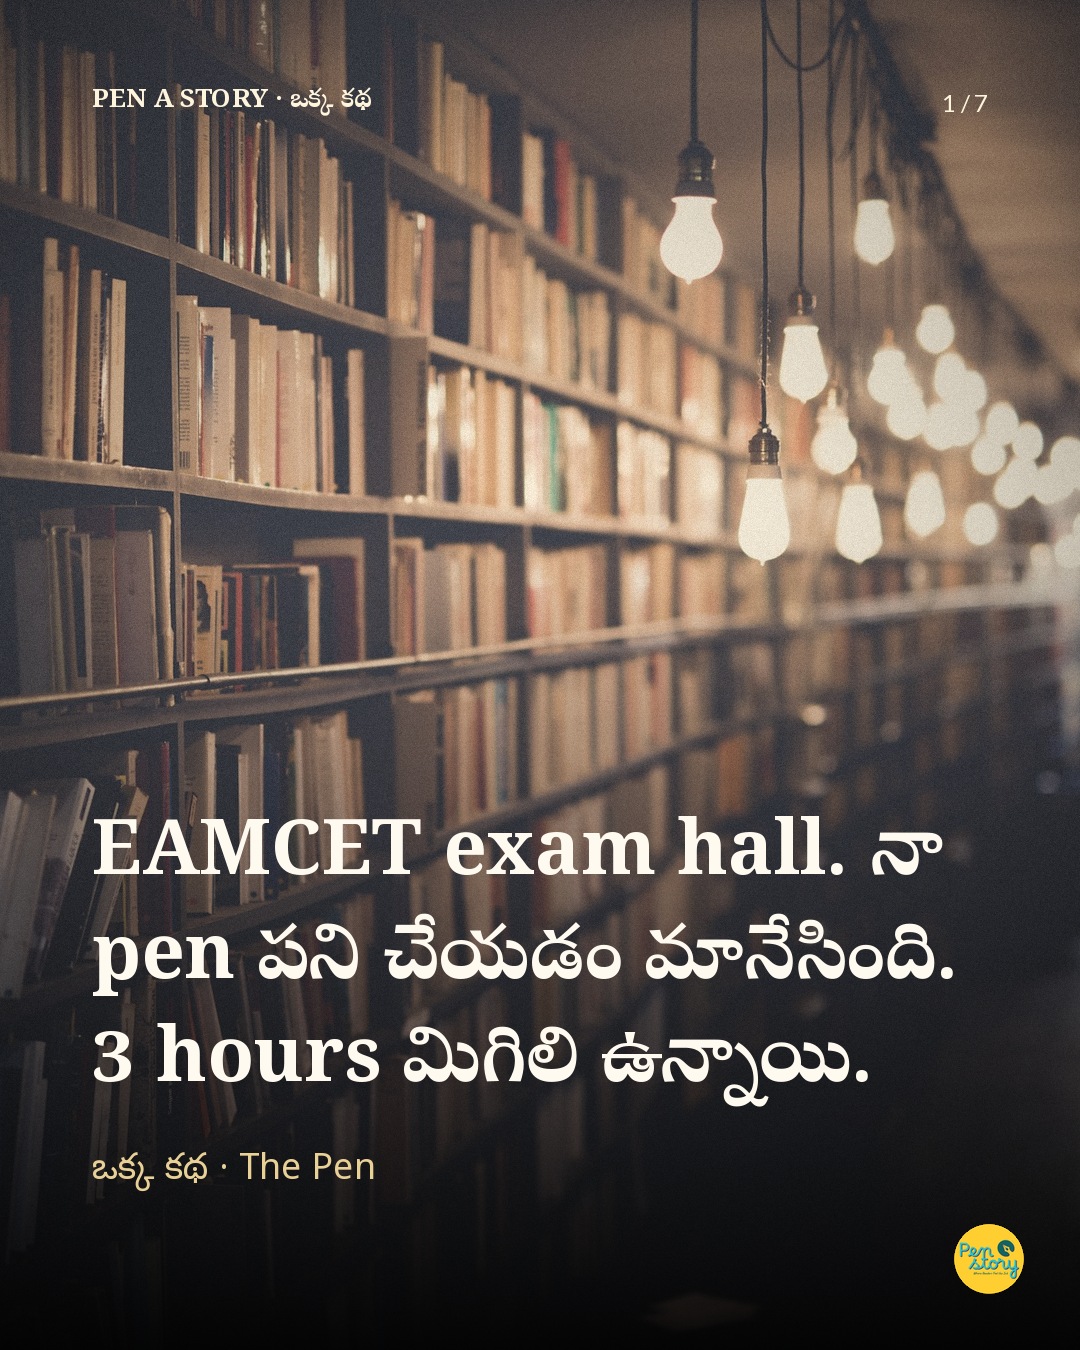 PEN A STORY · ఒక్క కథ
1/7
EAMCET exam hall. నా
pen పని చేయడం మానేసింది.
3 hours మిగిలి ఉన్నాయి.
ఒక్క కథ · The Pen
Pen
story